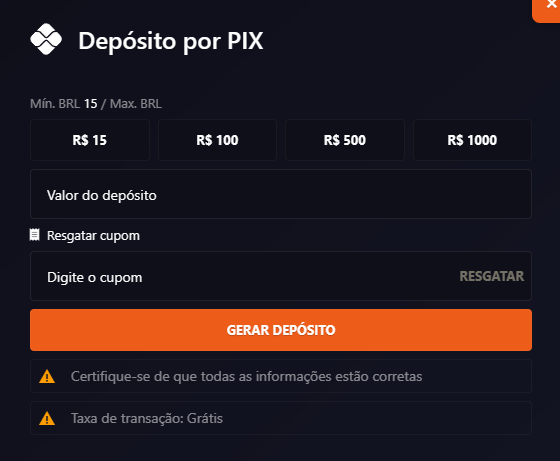 Depósito por PIX
Mín. BRL 15 / Max. BRL
R$ 15
R$ 100
R$ 500
R$ 1000
Valor do depósito
Resgatar cupom
Digite o cupom
RESGATAR
GERAR DEPÓSITO
Certifique-se de que todas as informações estão corretas
Taxa de transação: Grátis